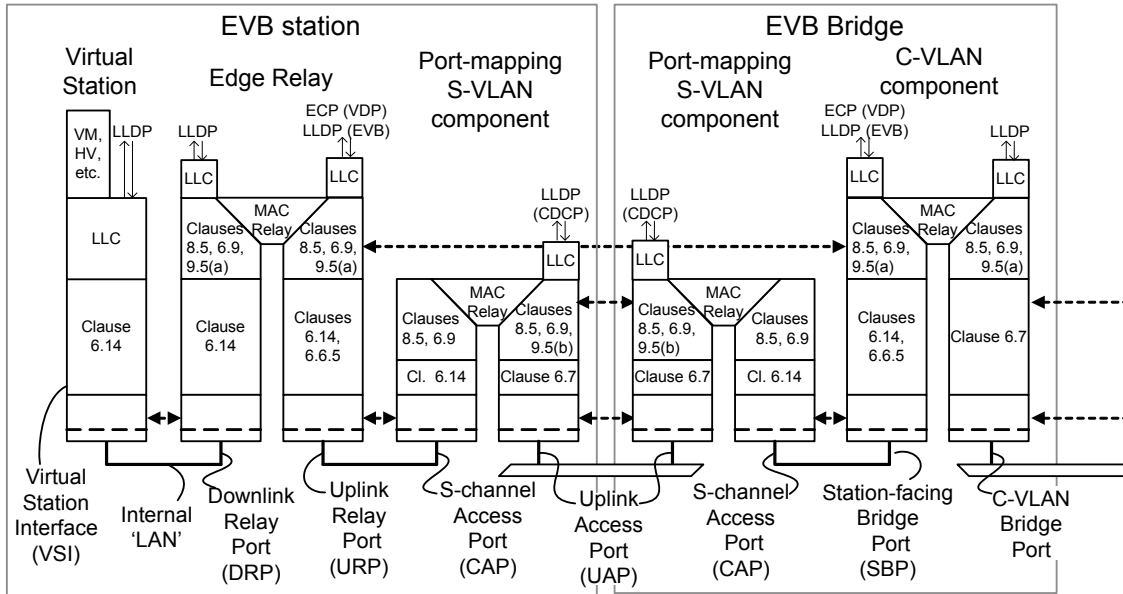 EVB station
EVB Bridge
Virtual
Station
Edge Relay
Port-mapping
S-VLAN
component
Port-mapping
S-VLAN
component
C-VLAN
component
VM,
HV,
etc.
LLDP
LLDP
ECP (VDP)
LLDP (EVB)
LLDP
(CDCP)
LLDP
(CDCP)
ECP (VDP)
LLDP (EVB)
LLDP
LLC
LLC
LLC
LLC
LLC
LLC
LLC
MAC
Relay
Clauses
8.5, 6.9,
9.5(a)
Clauses
8.5, 6.9,
9.5(a)
MAC
Relay
Clauses
8.5, 6.9
Clauses
8.5, 6.9,
9.5(b)
MAC
Relay
Clauses
8.5, 6.9,
9.5(b)
Clauses
8.5, 6.9
MAC
Relay
Clauses
8.5, 6.9,
9.5(a)
Clauses
8.5, 6.9,
9.5(a)
Clause
6.14
Clause
6.14
Clauses
6.14,
6.6.5
Cl. 6.14
Clause 6.7
Clause 6.7
Cl. 6.14
Clauses
6.14,
6.6.5
Clause 6.7
Virtual
Station
Interface
(VSI)
Internal
‘LAN’
Downlink
Relay
Port
(DRP)
Uplink
Relay
Port
(URP)
S-channel
Access
Port
(CAP)
Uplink
Access
Port
(UAP)
S-channel
Access
Port
(CAP)
Station-facing
Bridge
Port
(SBP)
C-VLAN
Bridge
Port